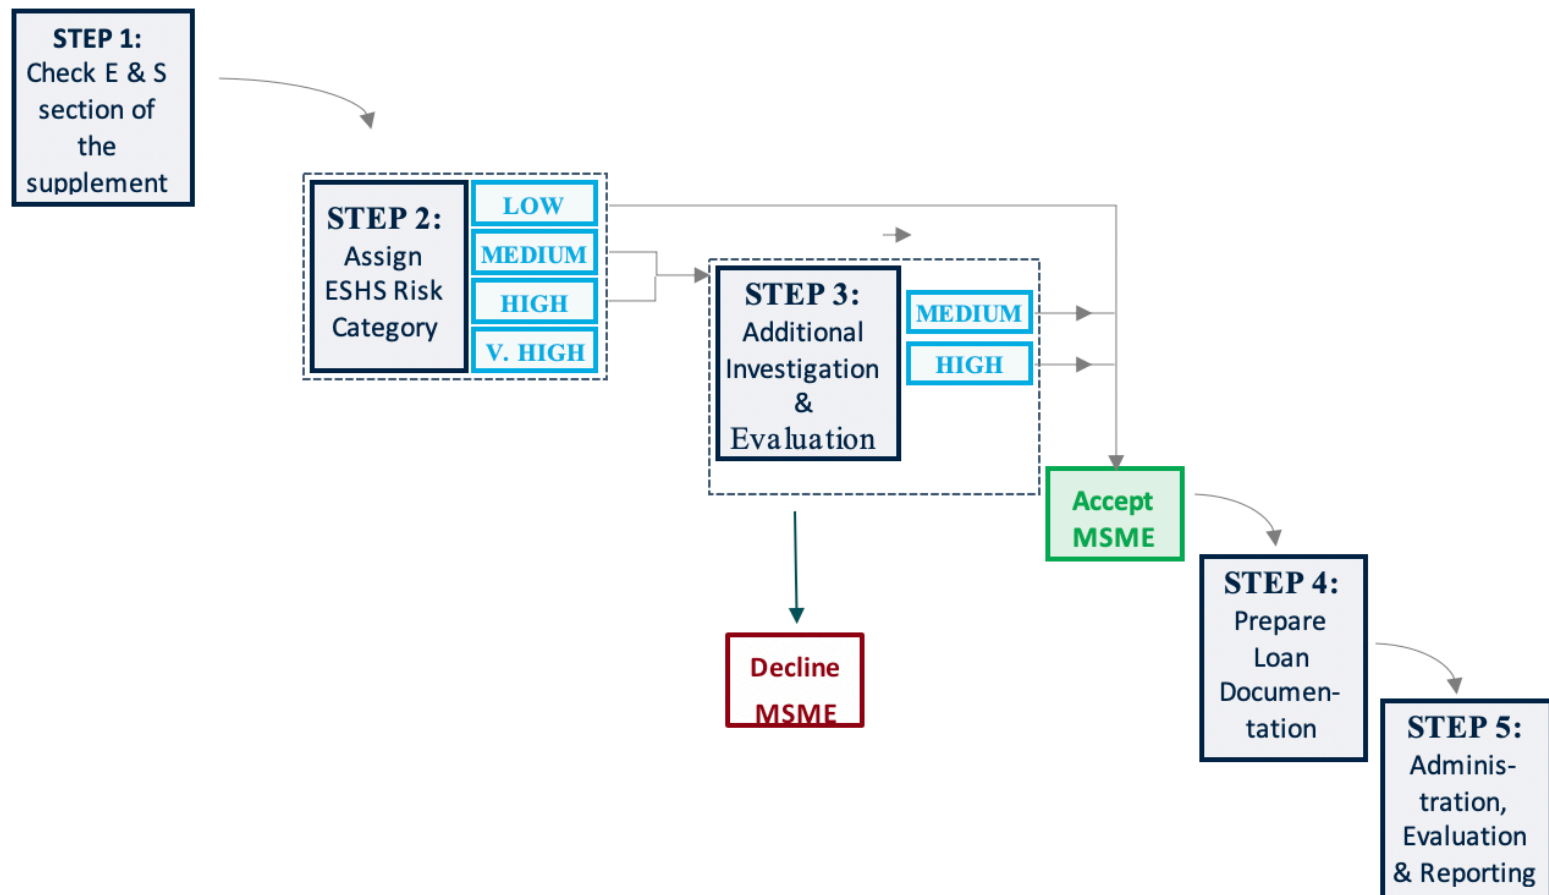 STEP 1:
Check E & S
section of
the
supplement
STEP 2:
Assign
ESHS Risk
Category
LOW
MEDIUM
HIGH
V. HIGH
STEP 3:
Additional
Investigation
&
Evaluation
MEDIUM
HIGH
Accept
MSME
Decline
MSME
STEP 4:
Prepare
Loan
Documen-
tation
STEP 5:
Adminis-
tration,
Evaluation
& Reporting